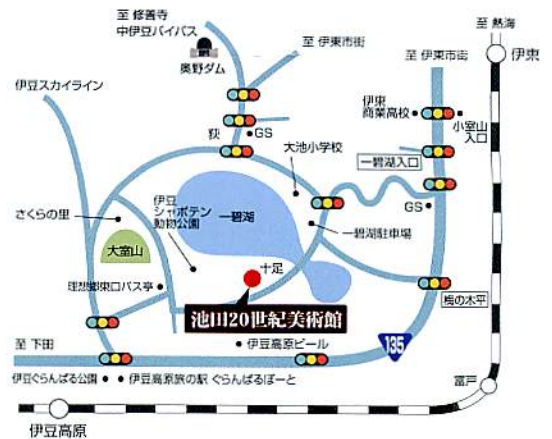 至 修善寺
中伊豆バイパス
奥野ダム
至 伊東市街
至 熱海
至 伊東市街
伊東
伊豆スカイライン
荻
GS
伊東
商業高校
小室山
入口
大池小学校
一碧湖入口
さくらの里
伊豆
シャボテン
動物公園
一碧湖
GS
一碧湖駐車場
大室山
十足
理想郷東口バス亭
梅の木平
池田20世紀美術館
135
至 下田
伊豆高原ビール
伊豆ぐらんぱる公園
伊豆高原旅の駅 ぐらんぱるぽーと
富戸
伊豆高原